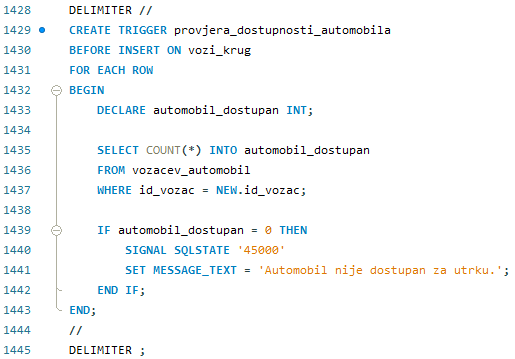 1428 DELIMITER //
1429 CREATE TRIGGER provjera_dostupnosti_automobila
1430 BEFORE INSERT ON vozi_krug
1431 FOR EACH ROW
1432 BEGIN
1433     DECLARE automobil_dostupan INT;
1434
1435     SELECT COUNT(*) INTO automobil_dostupan
1436     FROM vozacev_automobil
1437     WHERE id_vozac = NEW.id_vozac;
1438
1439     IF automobil_dostupan = 0 THEN
1440         SIGNAL SQLSTATE '45000'
1441         SET MESSAGE_TEXT = 'Automobil nije dostupan za utrku.';
1442     END IF;
1443 END;
1444 //
1445 DELIMITER ;